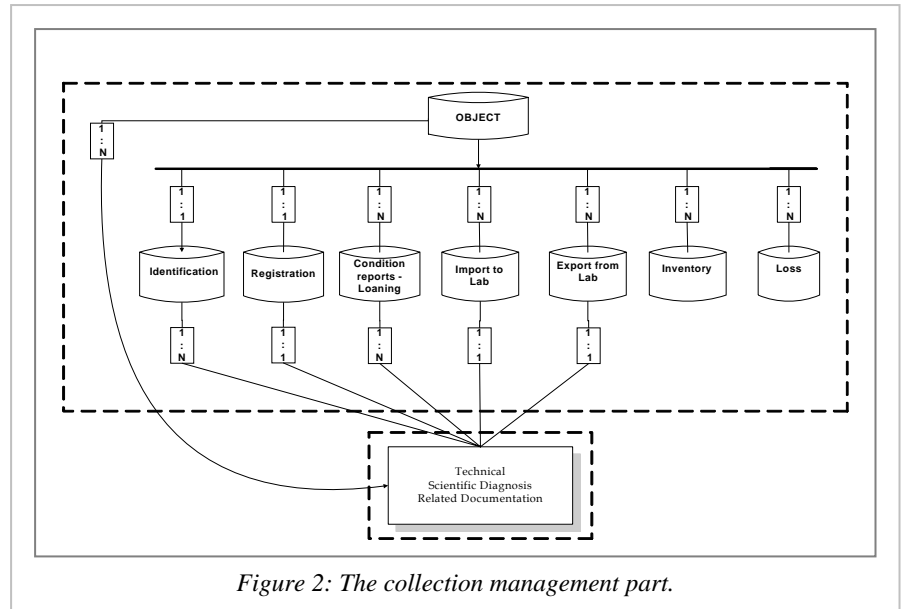 OBJECT
1 : N
1 : 1
1 : 1
1 : N
1 : N
1 : N
1 : N
1 : N
Identification
Registration
Condition
reports -
Loaning
Import to
Lab
Export from
Lab
Inventory
Loss
1 : N
1 : 1
1 : N
1 : 1
1 : 1
Technical
Scientific Diagnosis
Related Documentation
Figure 2: The collection management part.